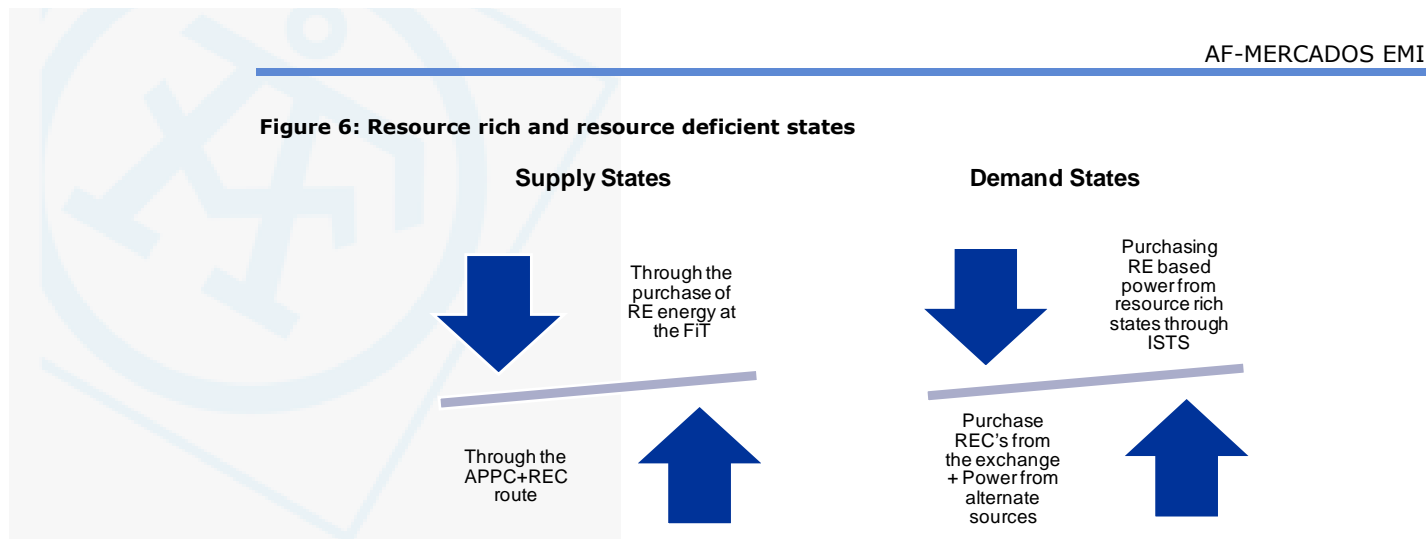 AF-MERCADOS EMI
Figure 6: Resource rich and resource deficient states
Supply States
Through the
purchase of
RE energy at
the FiT
Through the
APPC+REC
route
Demand States
Purchasing
RE based
power from
resource rich
states through
ISTS
Purchase
REC's from
the exchange
+ Power from
alternate
sources